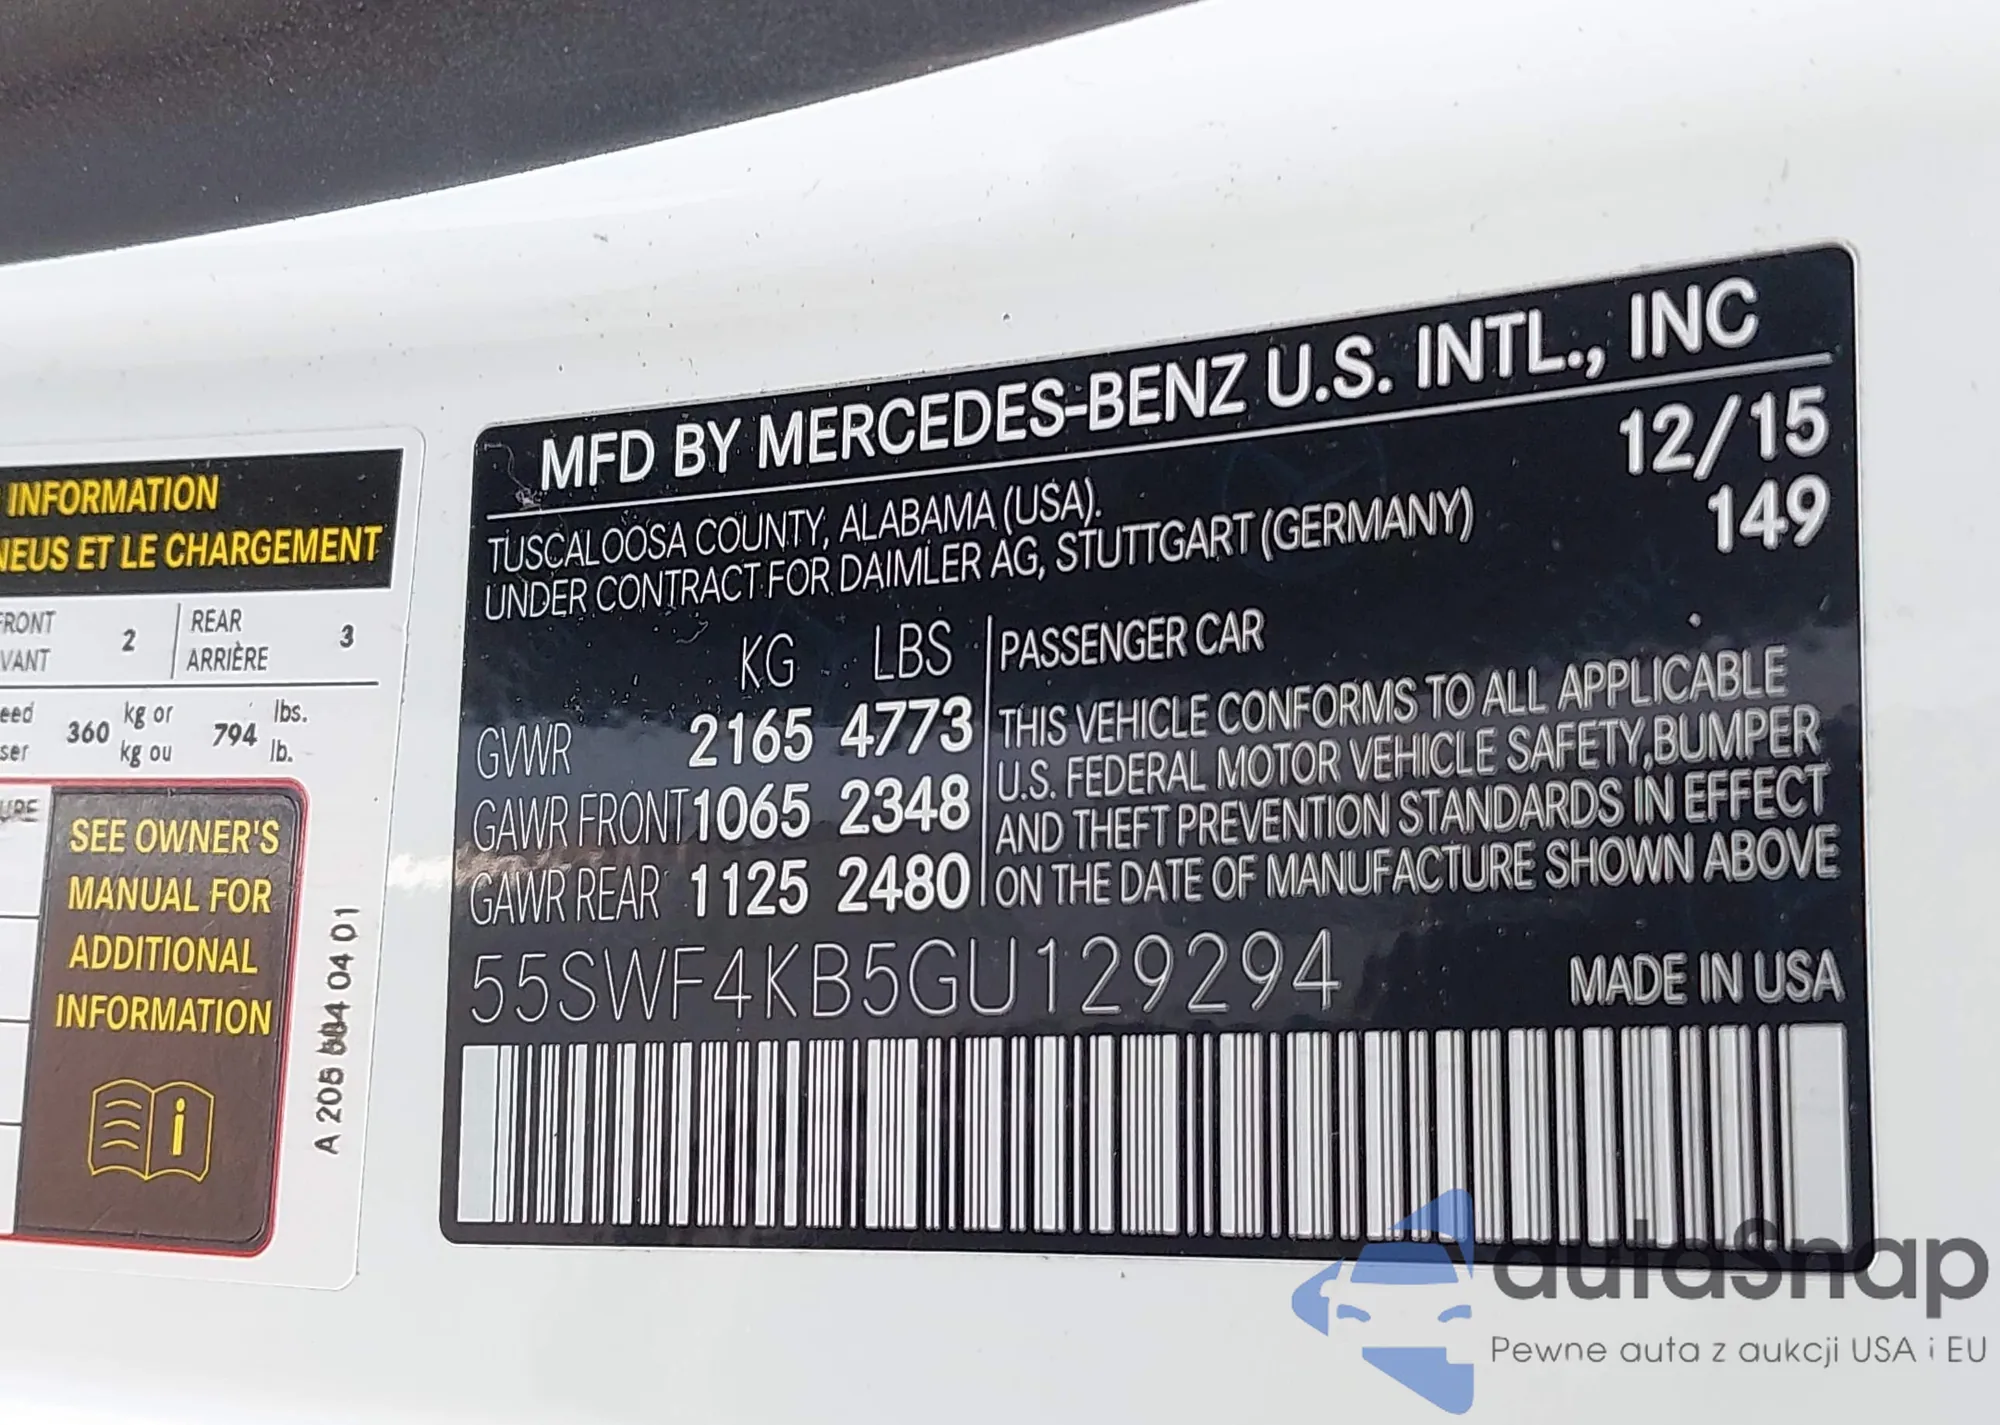 INFORMATION
ET LE CHARGEMENT
2
REAR
ARRIÈRE
3
360
kg or
kg ou
794
lbs.
lb.
SEE OWNER'S
MANUAL FOR
ADDITIONAL
INFORMATION
i
04 01
MFD BY MERCEDES-BENZ U.S. INTL., INC
12/15
TUSCALOOSA COUNTY, ALABAMA (USA).
UNDER CONTRACT FOR DAIMLER AG, STUTTGART (GERMANY)
149
KG LBS
GVWR 2165 4773
GAWR FRONT 1065 2348
GAWR REAR 1125 2480
PASSENGER CAR
THIS VEHICLE CONFORMS TO ALL APPLICABLE
U.S. FEDERAL MOTOR VEHICLE SAFETY,BUMPER
AND THEFT PREVENTION STANDARDS IN EFFECT
ON THE DATE OF MANUFACTURE SHOWN ABOVE
55SWF4KB5GU129294
MADE IN USA
autaSnap
Pewne auta z aukcji USA i EU